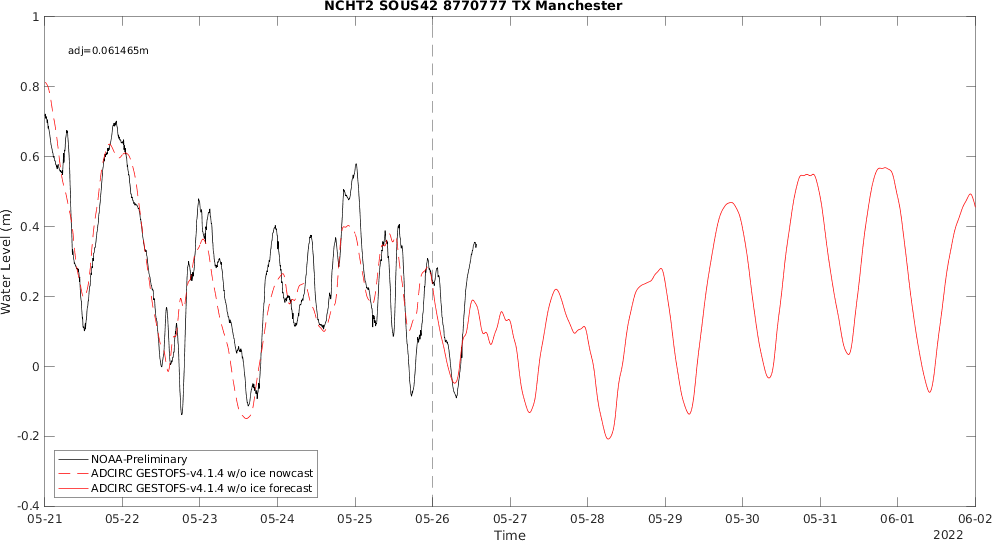 NCHT2 SOUS42 8770777 TX Manchester
adj=0.061465m
Water Level (m)
1
0.8
0.6
0.4
0.2
0
-0.2
-0.4
NOAA-Preliminary
ADCIRC GESTOFS-v4.1.4 w/o ice nowcast
ADCIRC GESTOFS-v4.1.4 w/o ice forecast
05-21 05-22 05-23 05-24 05-25 05-26 05-27 05-28 05-29 05-30 05-31 06-01 06-02
Time
2022